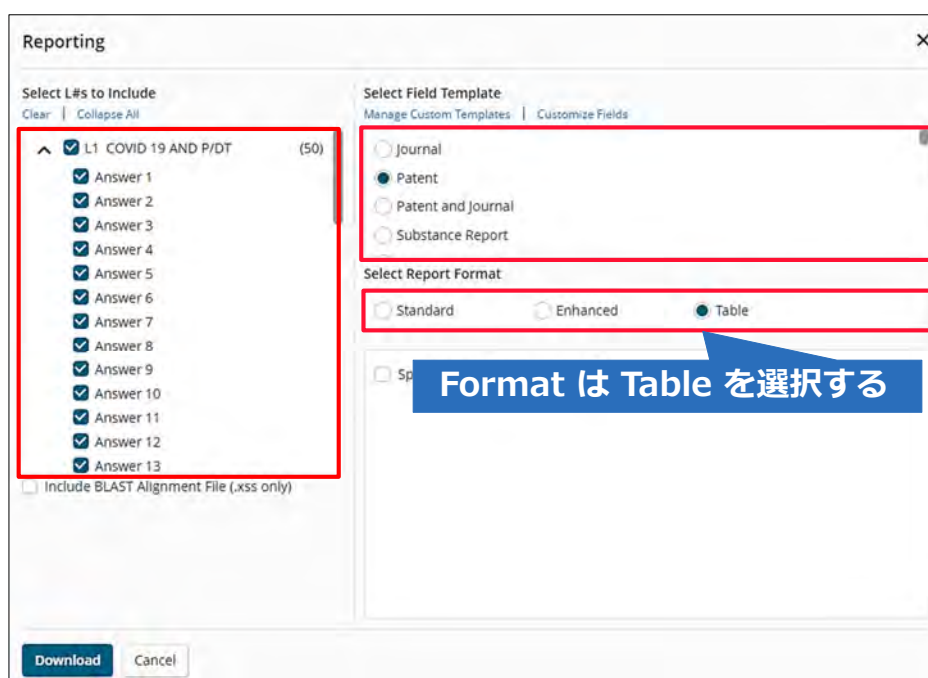 Reporting
Select L#s to Include
Clear | Collapse All
L1 COVID 19 AND P/DT (50)
Answer 1
Answer 2
Answer 3
Answer 4
Answer 5
Answer 6
Answer 7
Answer 8
Answer 9
Answer 10
Answer 11
Answer 12
Answer 13
Include BLAST Alignment File (.xss only)
Select Field Template
Manage Custom Templates | Customize Fields
Journal
Patent
Patent and Journal
Substance Report
Select Report Format
Standard Enhanced Table
Format は Table を選択する
Download Cancel